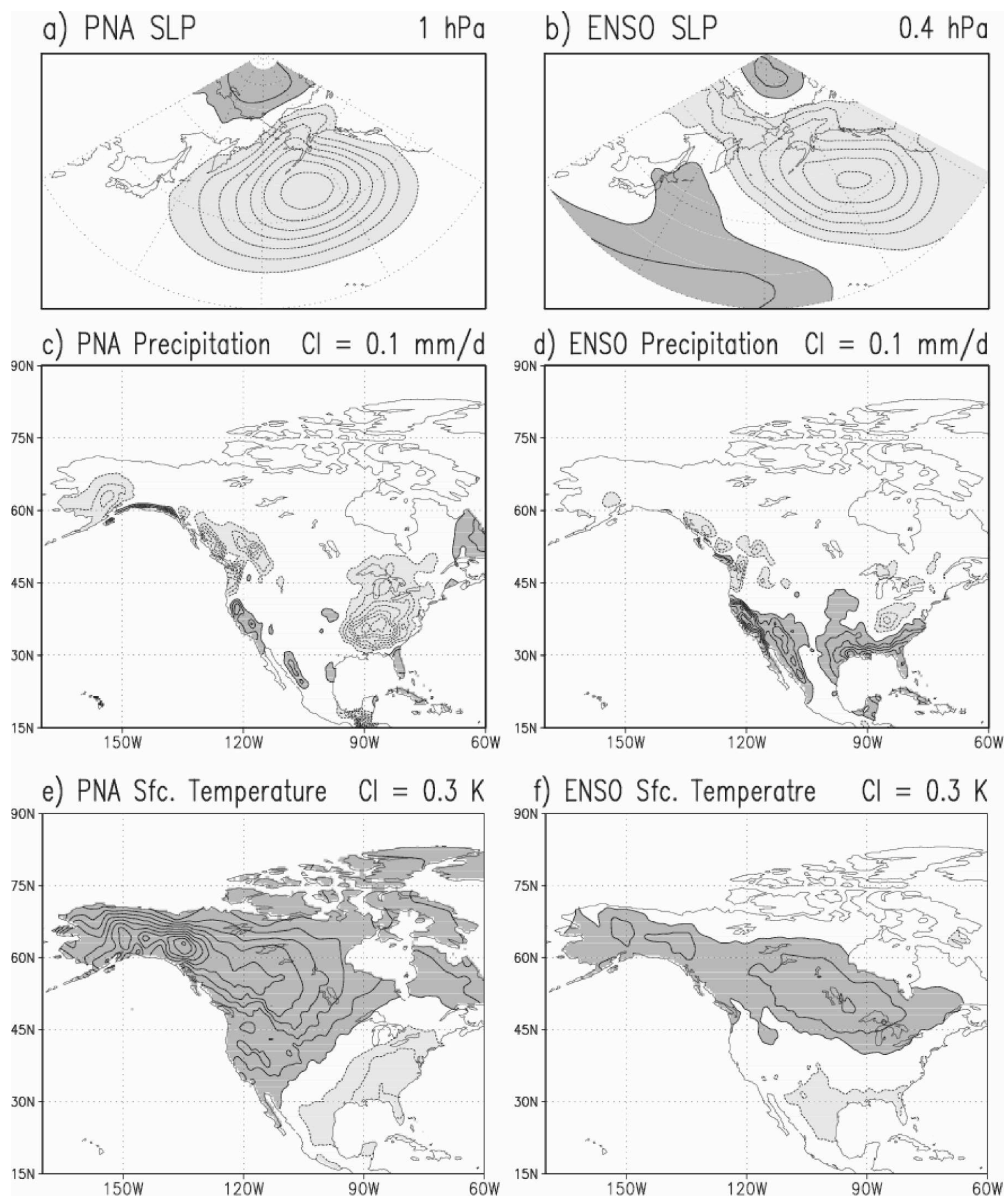 a) PNA SLP 1 hPa
b) ENSO SLP 0.4 hPa
c) PNA Precipitation CI = 0.1 mm/d
d) ENSO Precipitation CI = 0.1 mm/d
90N
75N
60N
45N
30N
15N
150W 120W 90W 60W
90N
75N
60N
45N
30N
15N
150W 120W 90W 60W
e) PNA Sfc. Temperature CI = 0.3 K
f) ENSO Sfc. Temperatre CI = 0.3 K
90N
75N
60N
45N
30N
15N
150W 120W 90W 60W
90N
75N
60N
45N
30N
15N
150W 120W 90W 60W